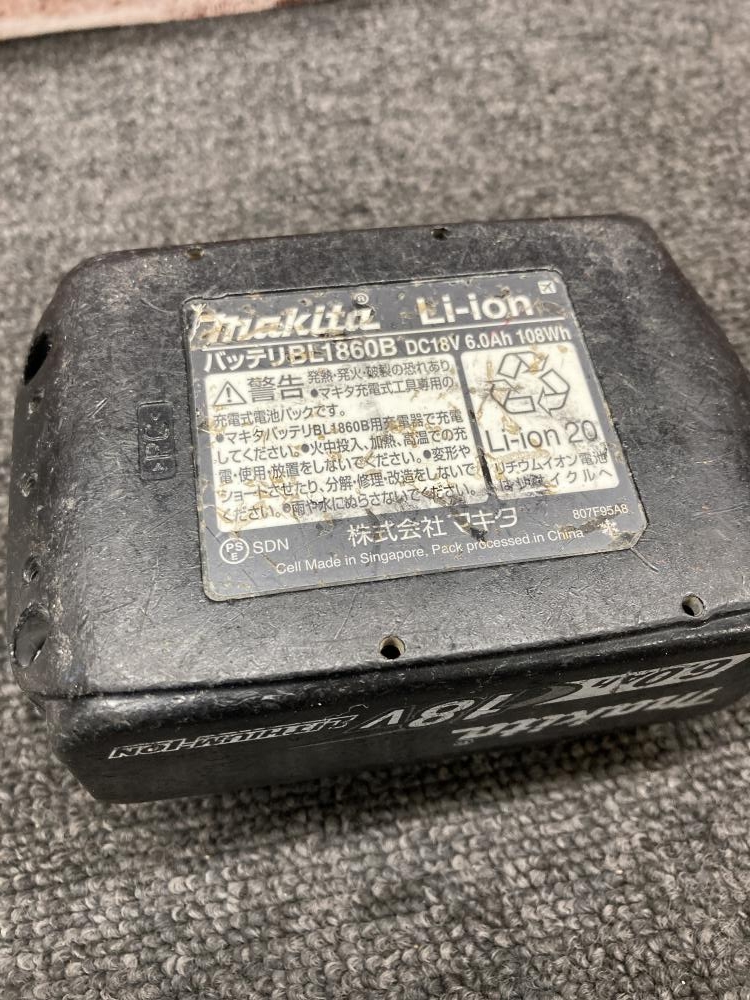 makita® Li-ion
バッテリBL1860B DC18V 6.0Ah 108Wh
警告 発熱・発火・破裂の恐れあり。
●マキタ充電式工具専用の
充電式電池パックです。
●マキタバッテリBL1860B用充電器で充電
してください。●火中投入、加熱、高温での充
電・使用・放置をしないでください。●変形や
ショートさせたり、分解・修理・改造をしないで
ください。●雨や水にぬらさないでください。
Li-ion 20
リチウムイオン電池
はリサイクルへ
株式会社 マキタ
807F95A8
PSE SDN
Cell Made in Singapore, Pack processed in China
>PC<
makita®
18V
LITHIUM-ION
6.0Ah